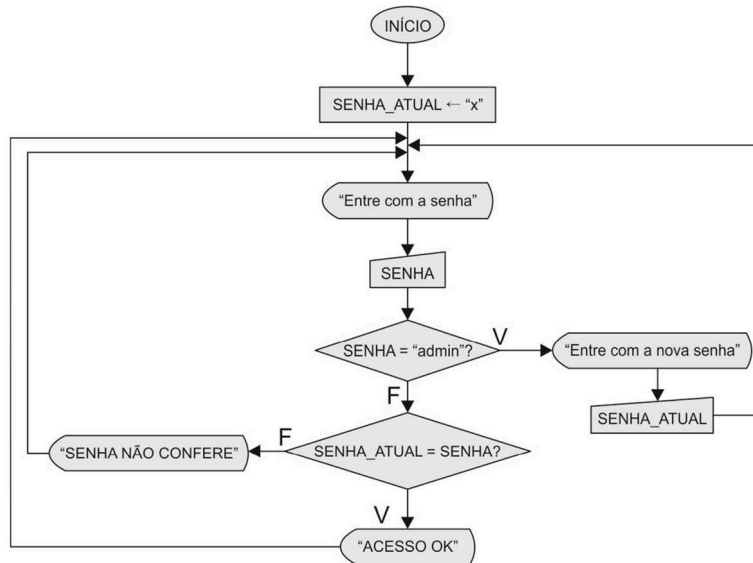 INÍCIO
SENHA_ATUAL ← “x”
“Entre com a senha”
SENHA
SENHA = “admin”?
V
“Entre com a nova senha”
F
SENHA_ATUAL
SENHA_ATUAL = SENHA?
F
“SENHA NÃO CONFERE”
V
“ACESSO OK”